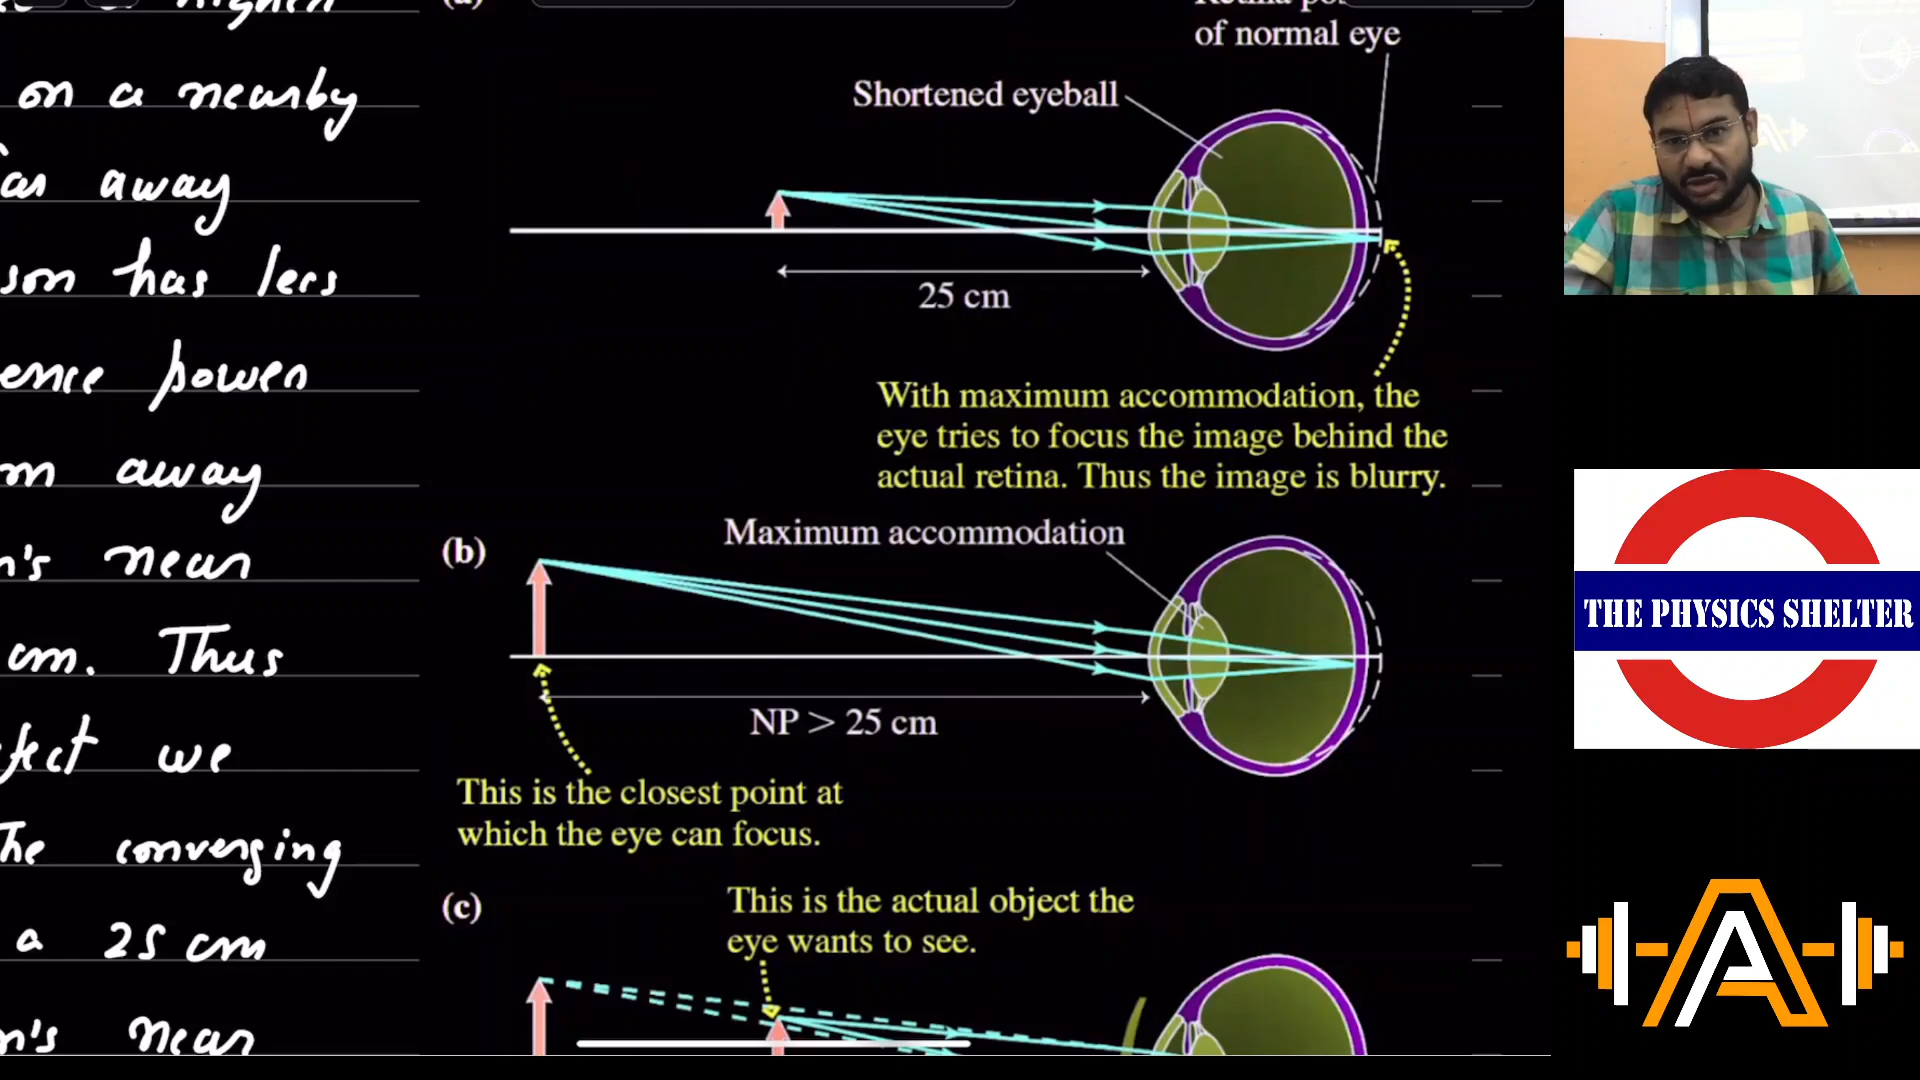 on a nearby
away
son has less
power
m away
n's near
cm. Thus
we
converging
a 25 cm
n's near
(a)
of normal eye
Shortened eyeball
25 cm
With maximum accommodation, the
eye tries to focus the image behind the
actual retina. Thus the image is blurry.
(b)
Maximum accommodation
NP > 25 cm
This is the closest point at
which the eye can focus.
(c)
This is the actual object the
eye wants to see.
THE PHYSICS SHELTER
A